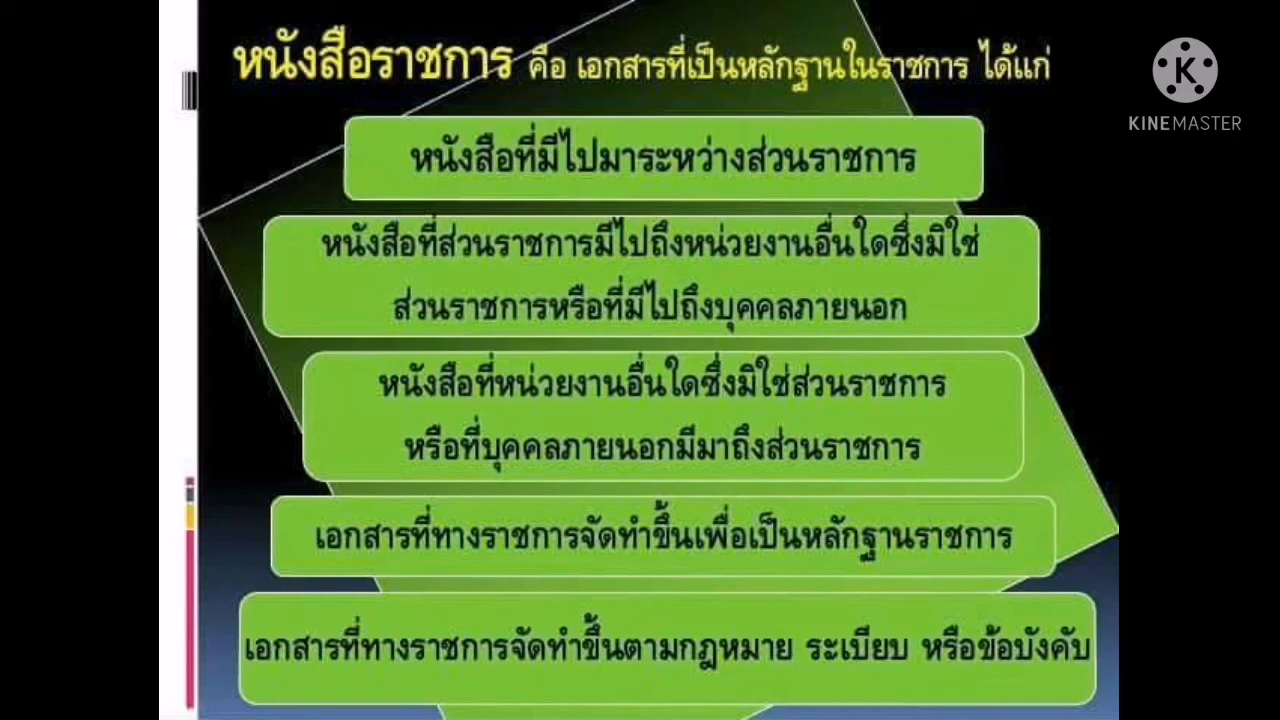 หนังสือราชการ คือ เอกสารที่เป็นหลักฐานในราชการ ได้แก่
หนังสือที่มีไปมาระหว่างส่วนราชการ
หนังสือที่ส่วนราชการมีไปถึงหน่วยงานอื่นใดซึ่งมิใช่
ส่วนราชการหรือที่มีไปถึงบุคคลภายนอก
หนังสือที่หน่วยงานอื่นใดซึ่งมิใช่ส่วนราชการ
หรือที่บุคคลภายนอกมีมาถึงส่วนราชการ
เอกสารที่ทางราชการจัดทำขึ้นเพื่อเป็นหลักฐานราชการ
เอกสารที่ทางราชการจัดทำขึ้นตามกฎหมาย ระเบียบ หรือข้อบังคับ
K
KINEMASTER